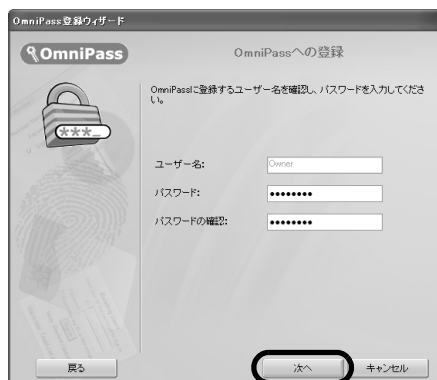 OmniPass登録ウィザード
OmniPass
OmniPassへの登録
OmniPassに登録するユーザー名を確認し、パスワードを入力してくださ
い。
***_
ユーザー名:
Owner
パスワード:
••••••••
パスワードの確認:
••••••••
戻る
次へ
キャンセル